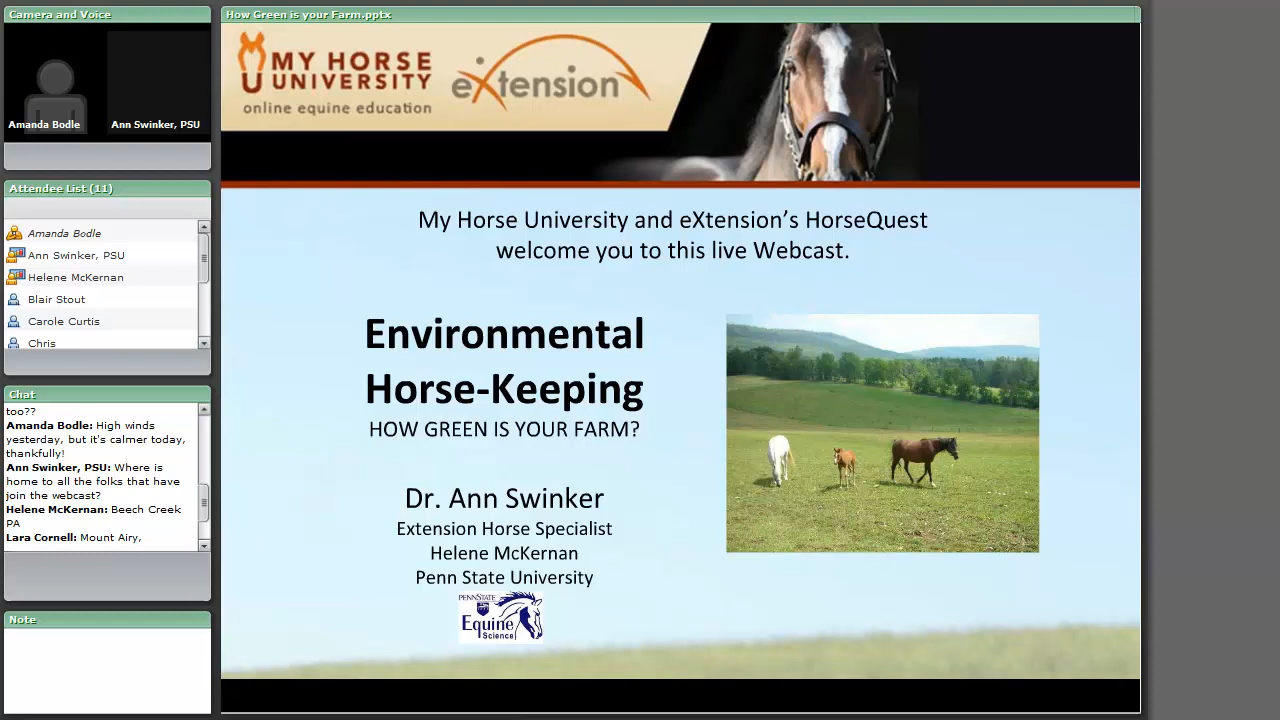 Camera and Voice
Amanda Bodle
Ann Swinker, PSU
Attendee List (11)
Amanda Bodle
Ann Swinker, PSU
Helene McKernan
Blair Stout
Carole Curtis
Chris
Chat
too??
Amanda Bodle: High winds
yesterday, but it's calmer today,
thankfully!
Ann Swinker, PSU: Where is
home to all the folks that have
join the webcast?
Helene McKernan: Beech Creek
PA
Lara Cornell: Mount Airy,
Note
How Green is your Farm.pptx
MY HORSE
UNIVERSITY
online equine education
eXtension
My Horse University and eXtension’s HorseQuest
welcome you to this live Webcast.
Environmental
Horse-Keeping
HOW GREEN IS YOUR FARM?
Dr. Ann Swinker
Extension Horse Specialist
Helene McKernan
Penn State University
PENNSTATE
Equine
Science